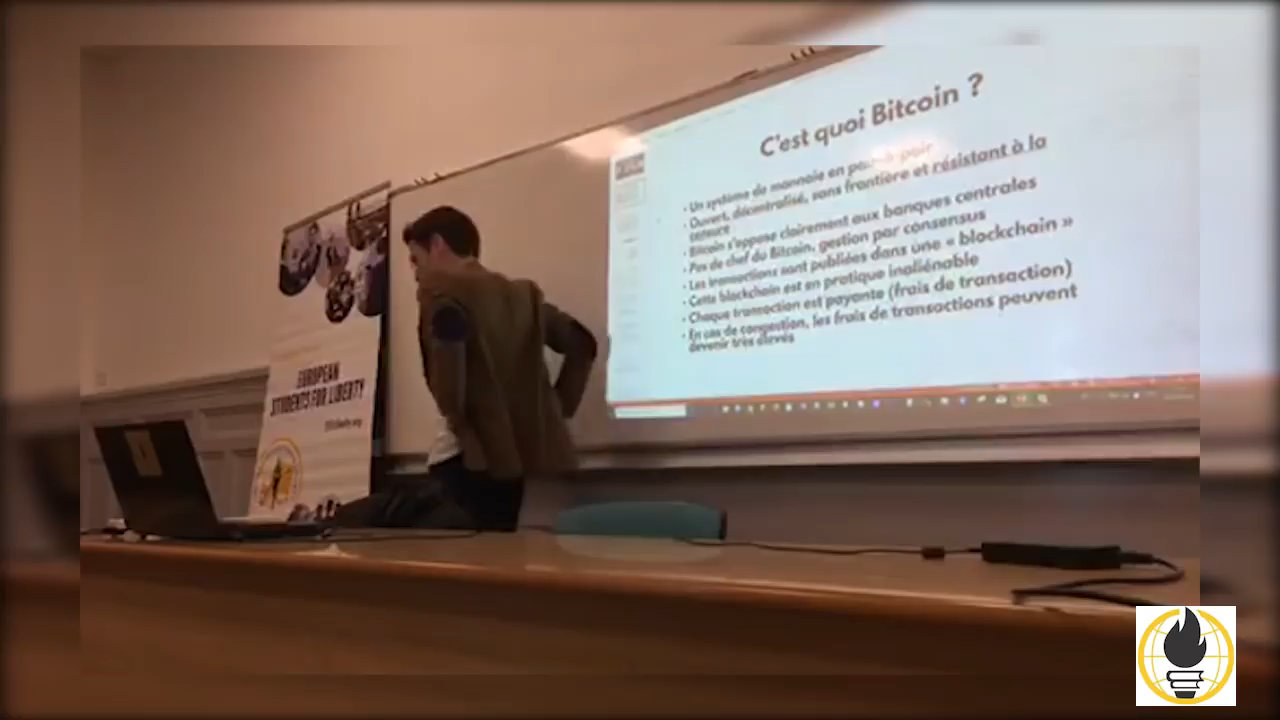 C'est quoi Bitcoin ?
• Un système de monnaie en pair-à-pair
• Ouvert, décentralisé, sans frontière et résistant à la
censure
• Bitcoin s'oppose clairement aux banques centrales
• Pas de chef du Bitcoin, gestion par consensus
• Les transactions sont publiées dans une « blockchain »
• Cette blockchain est en pratique inaliénable
• Chaque transaction est payante (frais de transaction)
• En cas de congestion, les frais de transactions peuvent
devenir très élevés
EUROPEAN
STUDENTS FOR LIBERTY